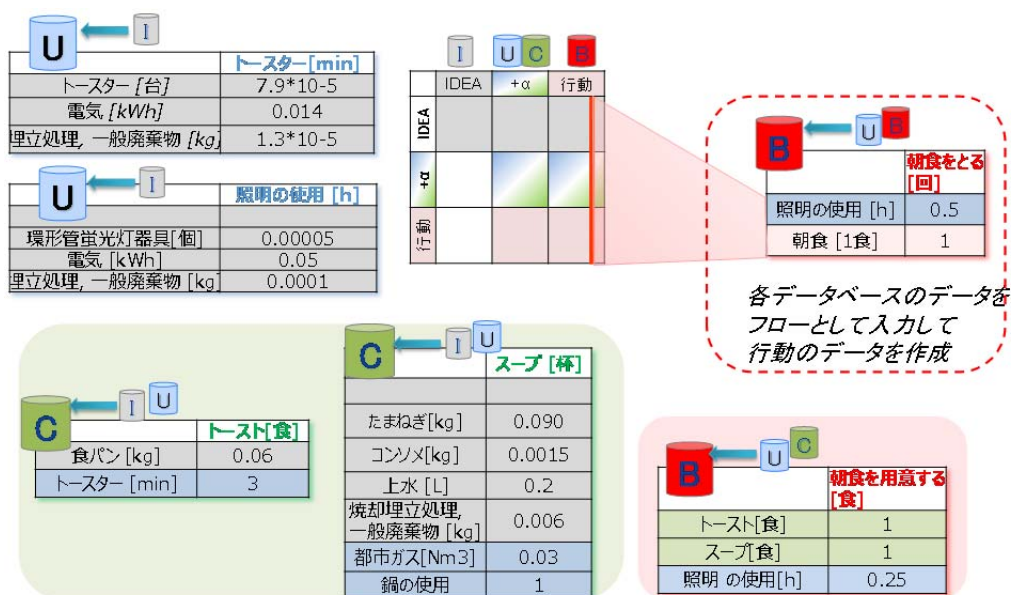 U
I
トースター[min]
トースター [台]
7.9*10-5
電気 [kWh]
0.014
埋立処理, 一般廃棄物 [kg]
1.3*10-5
U
I
照明の使用 [h]
環形管蛍光灯器具[個]
0.00005
電気 [kWh]
0.05
埋立処理, 一般廃棄物 [kg]
0.0001
I
U C
B
IDEA
+α
行動
IDEA
+α
行動
B
U B
朝食をとる
[回]
照明の使用 [h]
0.5
朝食 [1食]
1
各データベースのデータを
フローとして入力して
行動のデータを作成
C
I U
トースト[食]
食パン [kg]
0.06
トースター [min]
3
C
I U
スープ [杯]
たまねぎ[kg]
0.090
コンソメ[kg]
0.0015
上水 [L]
0.2
焼却埋立処理,
一般廃棄物 [kg]
0.006
都市ガス[Nm3]
0.03
鍋の使用
1
B
U C
朝食を用意する
[食]
トースト[食]
1
スープ[食]
1
照明 の使用[h]
0.25